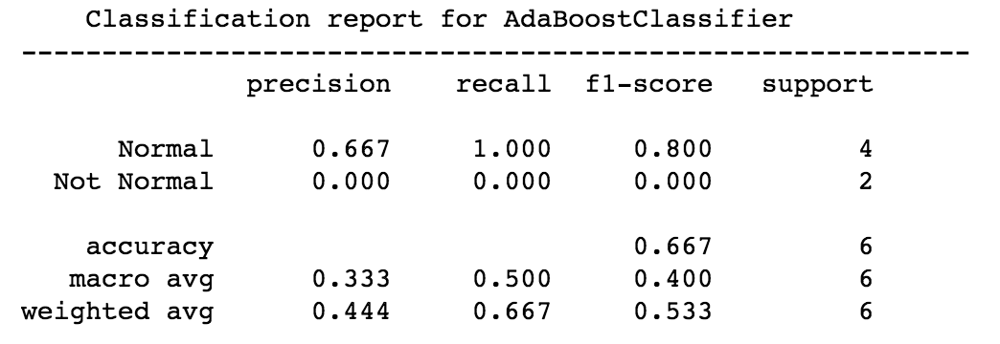 Classification report for AdaBoostClassifier
-----------------------------------------------------------
precision recall f1-score support
Normal 0.667 1.000 0.800 4
Not Normal 0.000 0.000 0.000 2
accuracy 0.667 6
macro avg 0.333 0.500 0.400 6
weighted avg 0.444 0.667 0.533 6